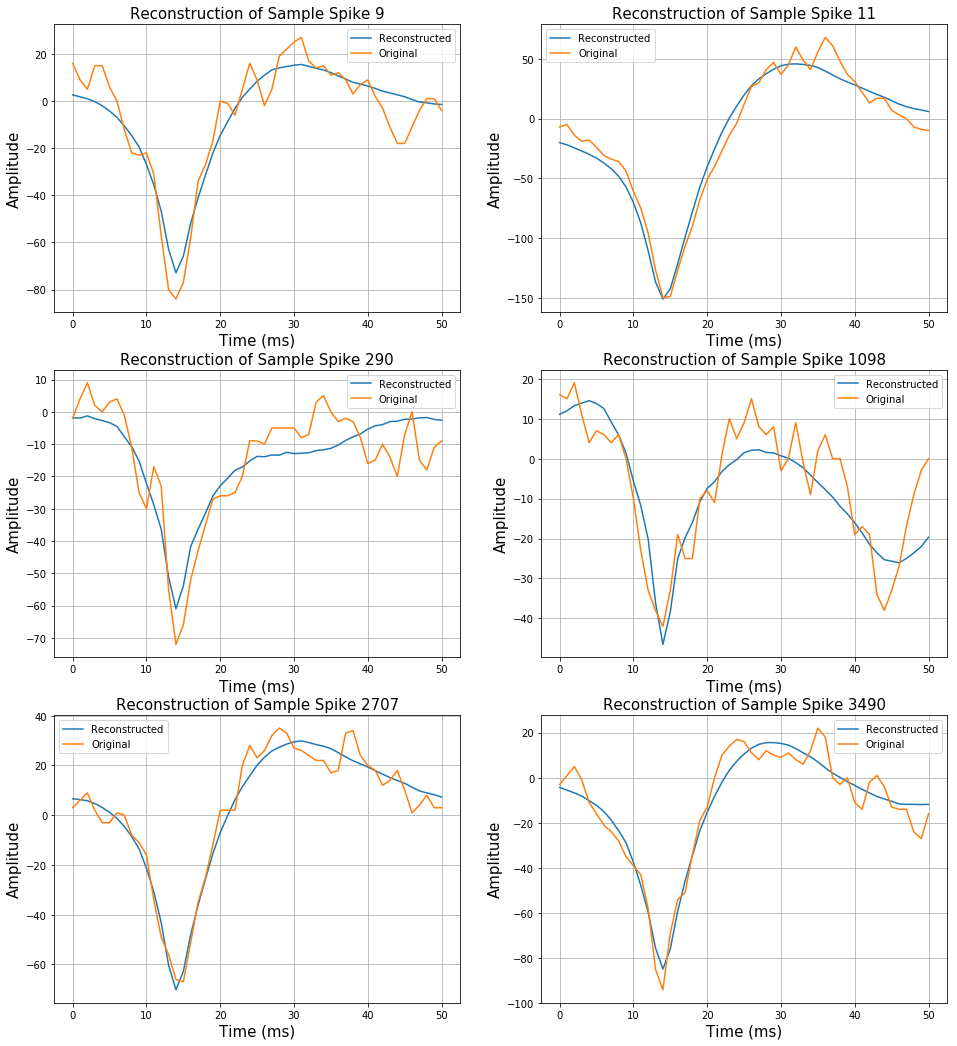 Reconstruction of Sample Spike 9
Reconstructed
Original
20
0
−20
−40
−60
−80
Amplitude
0 10 20 30 40 50
Time (ms)
Reconstruction of Sample Spike 11
Reconstructed
Original
50
0
−50
−100
−150
Amplitude
0 10 20 30 40 50
Time (ms)
Reconstruction of Sample Spike 290
Reconstructed
Original
10
0
−10
−20
−30
−40
−50
−60
−70
Amplitude
0 10 20 30 40 50
Time (ms)
Reconstruction of Sample Spike 1098
Reconstructed
Original
20
10
0
−10
−20
−30
−40
Amplitude
0 10 20 30 40 50
Time (ms)
Reconstruction of Sample Spike 2707
Reconstructed
Original
40
20
0
−20
−40
−60
Amplitude
0 10 20 30 40 50
Time (ms)
Reconstruction of Sample Spike 3490
Reconstructed
Original
20
0
−20
−40
−60
−80
−100
Amplitude
0 10 20 30 40 50
Time (ms)